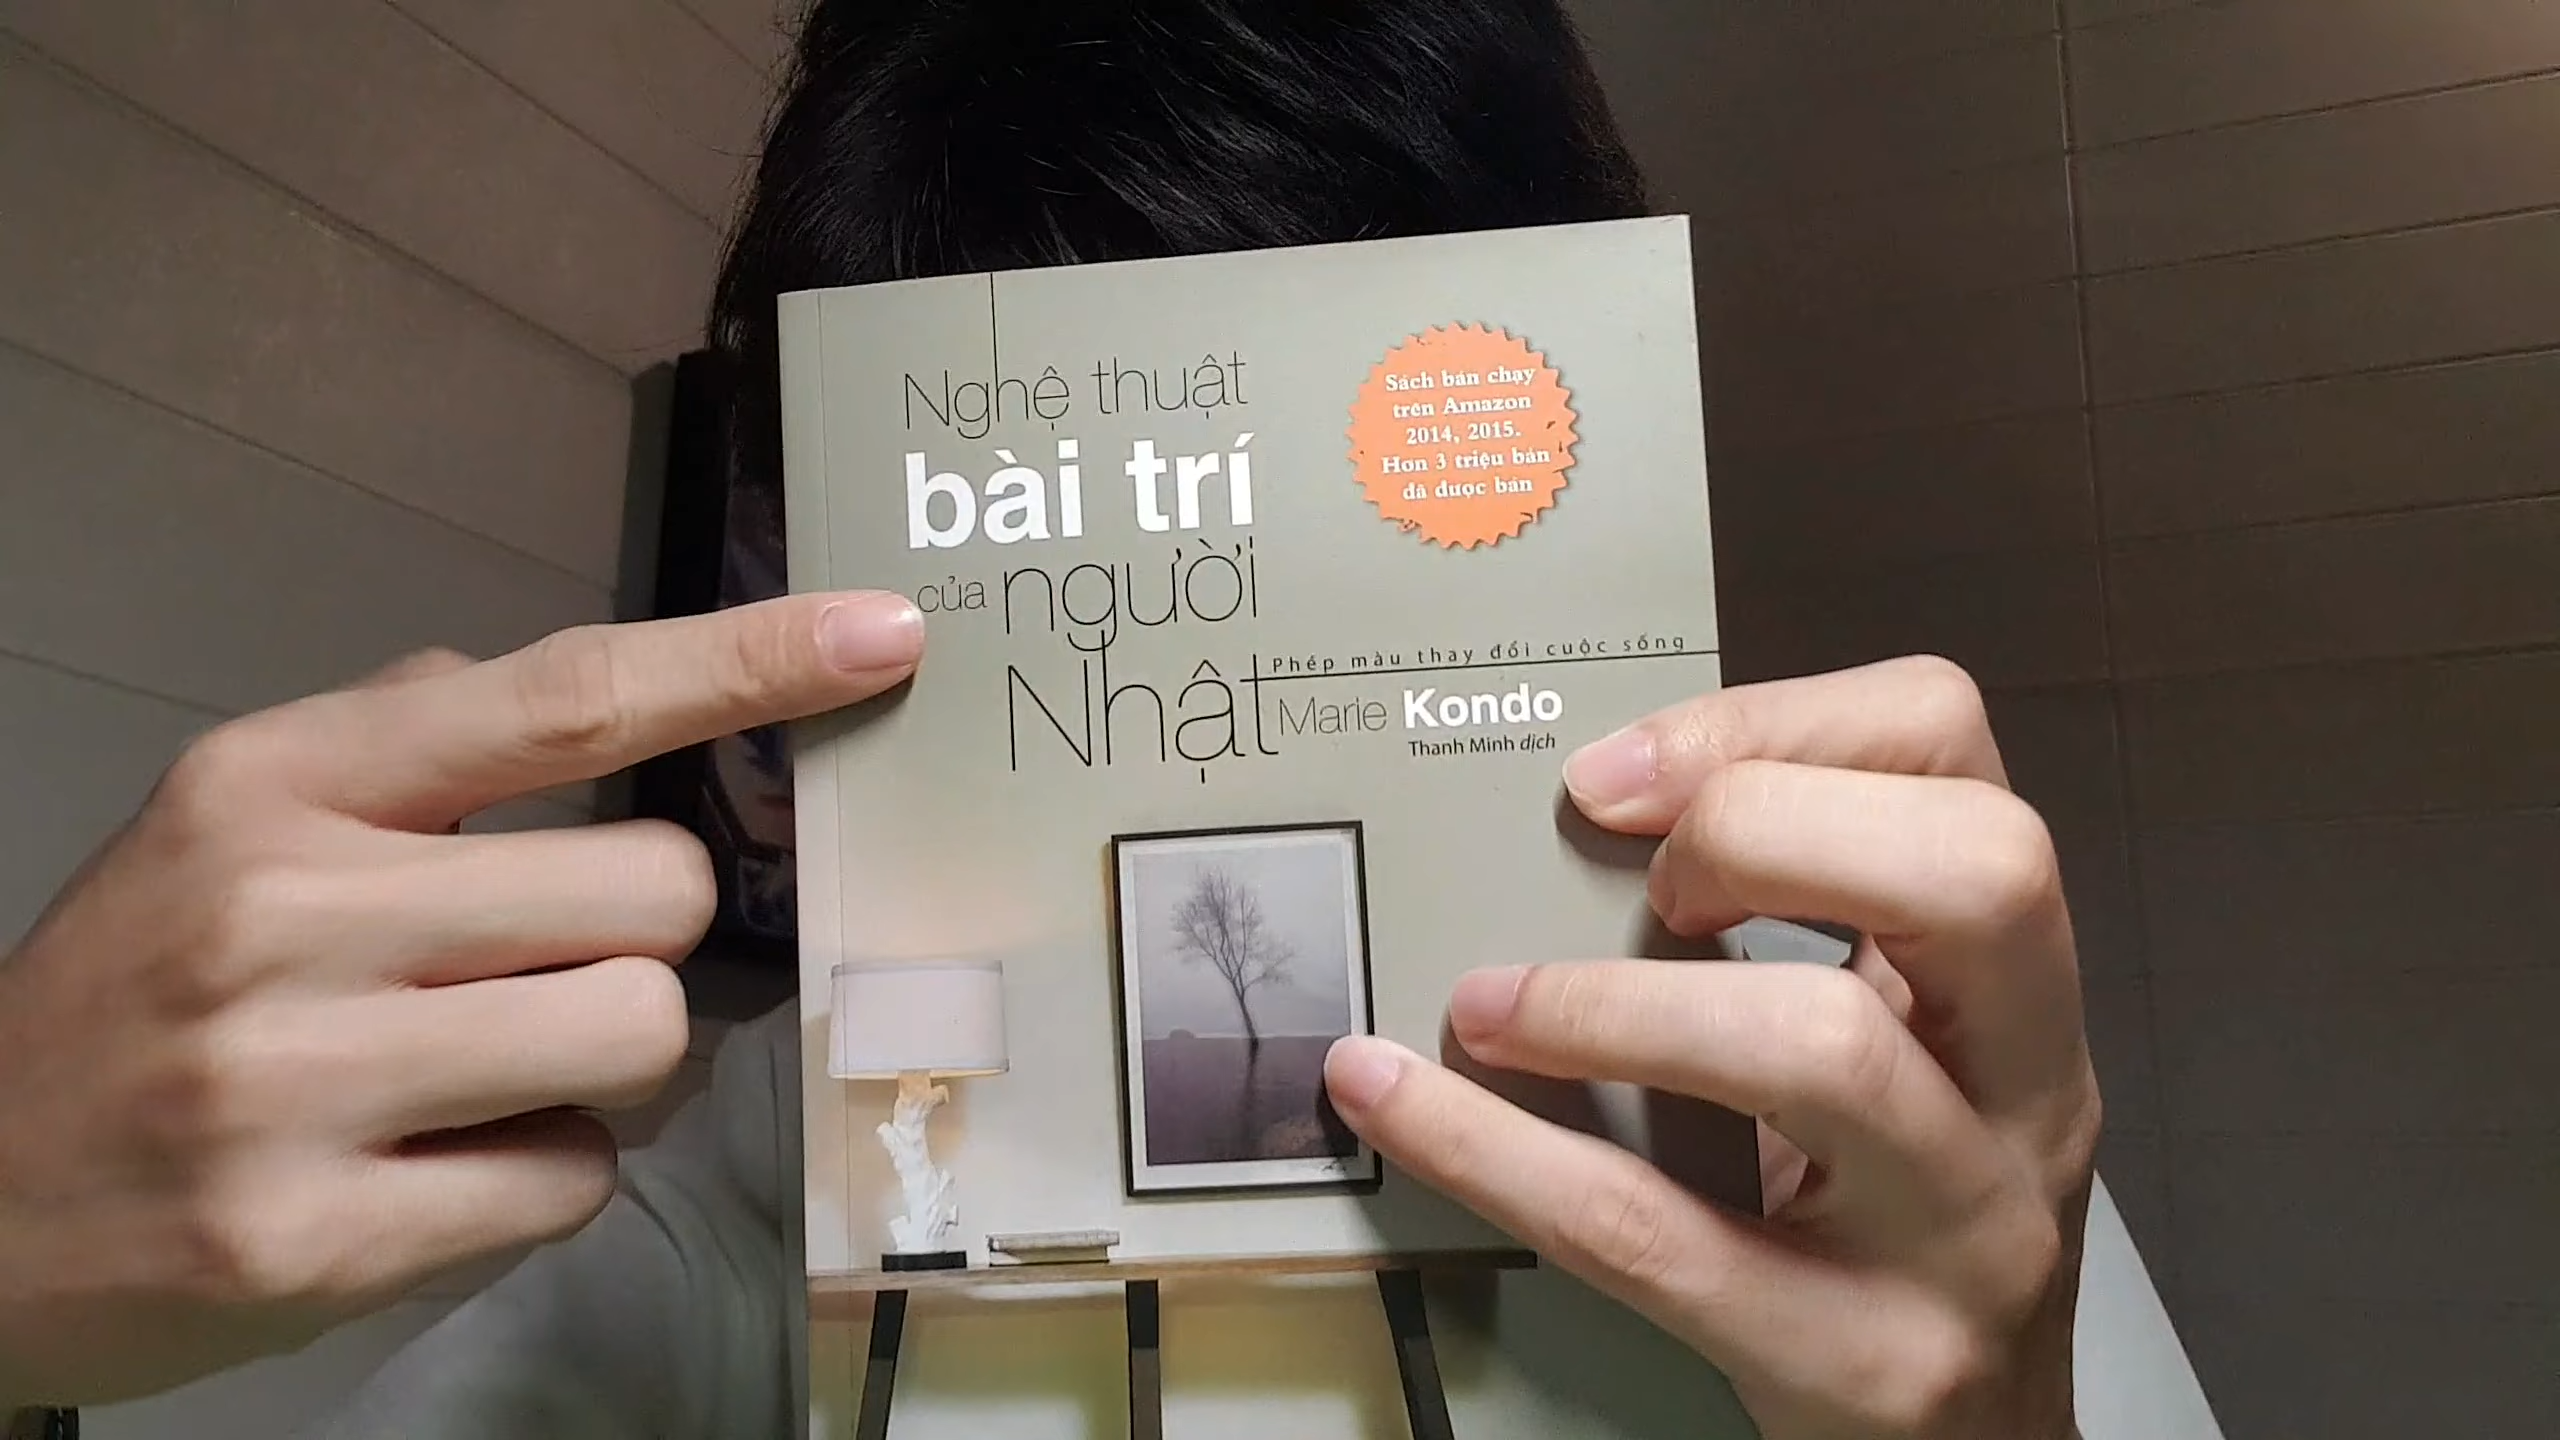 Nghệ thuật
bài trí
của người
Nhật
Phép màu thay đổi cuộc sống
Marie Kondo
Thanh Minh dịch
Sách bán chạy
trên Amazon
2014, 2015.
Hơn 3 triệu bản
đã được bán